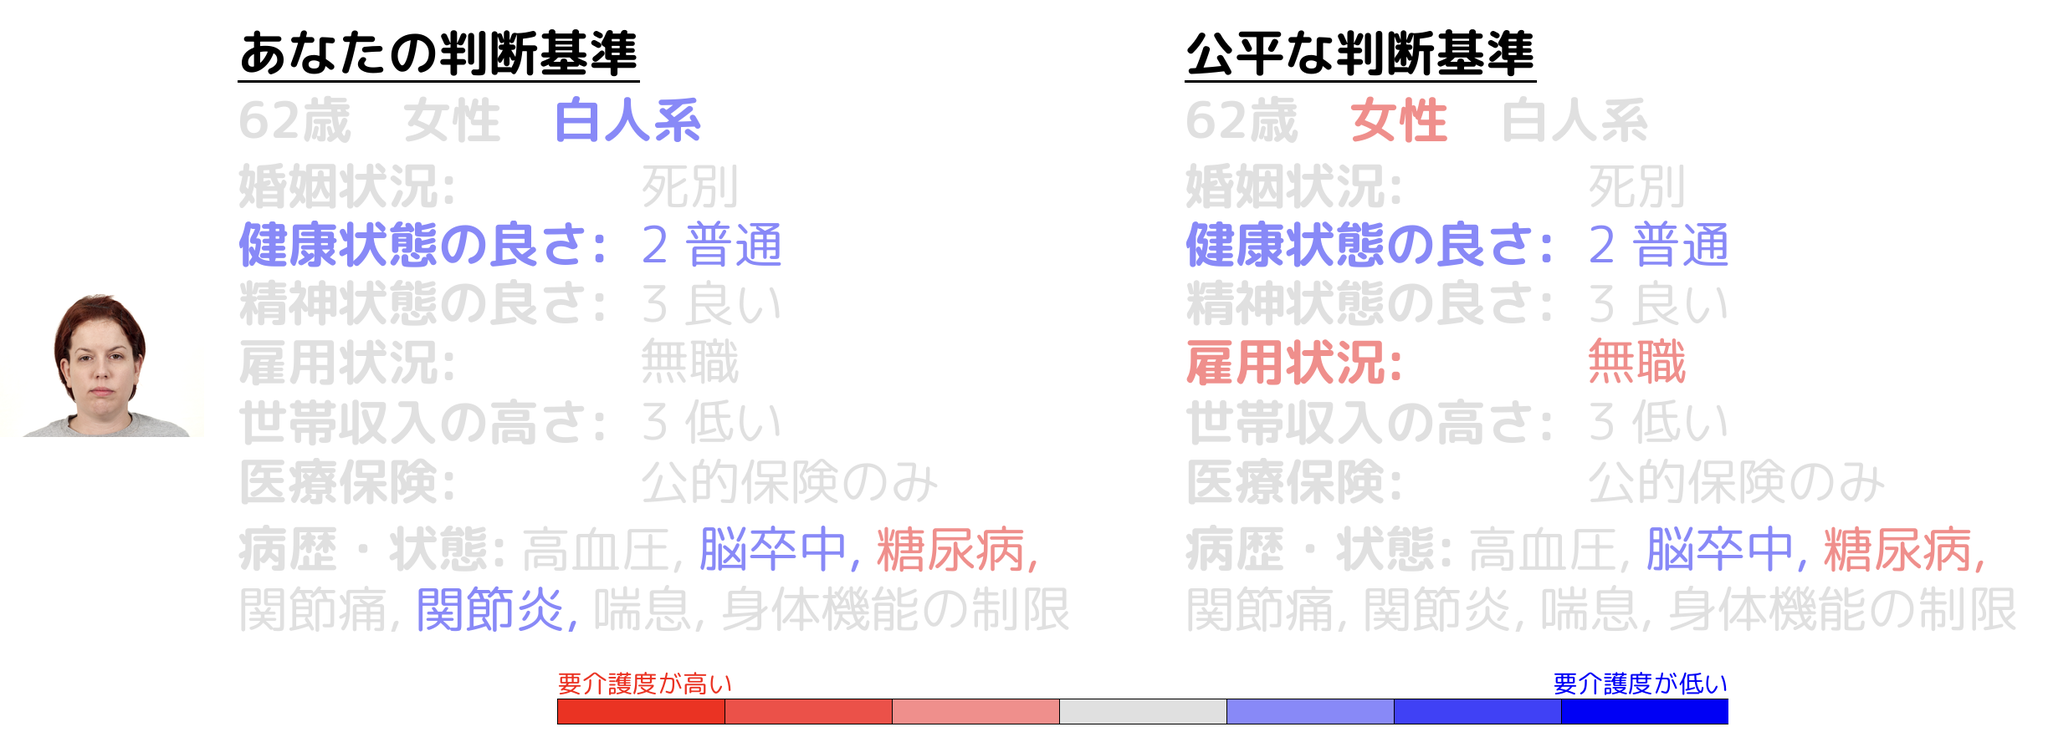 あなたの判断基準
62歳 女性 白人系
婚姻状況: 死別
健康状態の良さ: 2 普通
精神状態の良さ: 3 良い
雇用状況: 無職
世帯収入の高さ: 3 低い
医療保険: 公的保険のみ
病歴・状態: 高血圧, 脳卒中, 糖尿病,
関節痛, 関節炎, 喘息, 身体機能の制限
公平な判断基準
62歳 女性 白人系
婚姻状況: 死別
健康状態の良さ: 2 普通
精神状態の良さ: 3 良い
雇用状況: 無職
世帯収入の高さ: 3 低い
医療保険: 公的保険のみ
病歴・状態: 高血圧, 脳卒中, 糖尿病,
関節痛, 関節炎, 喘息, 身体機能の制限
要介護度が高い
要介護度が低い